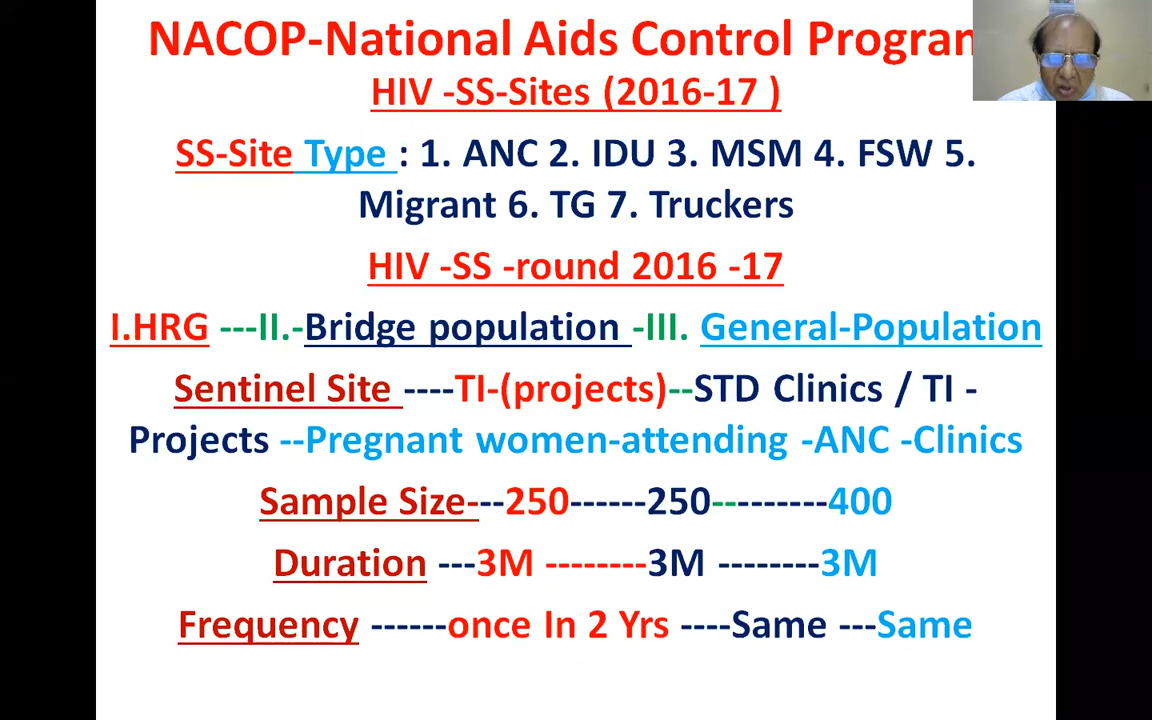 NACOP-National Aids Control Program
HIV -SS-Sites (2016-17 )
SS-Site Type : 1. ANC 2. IDU 3. MSM 4. FSW 5.
Migrant 6. TG 7. Truckers
HIV -SS -round 2016 -17
I.HRG ---II.-Bridge population -III. General-Population
Sentinel Site ----TI-(projects)--STD Clinics / TI -
Projects --Pregnant women-attending -ANC -Clinics
Sample Size---250------250---------400
Duration ---3M --------3M --------3M
Frequency ------once In 2 Yrs ----Same ---Same